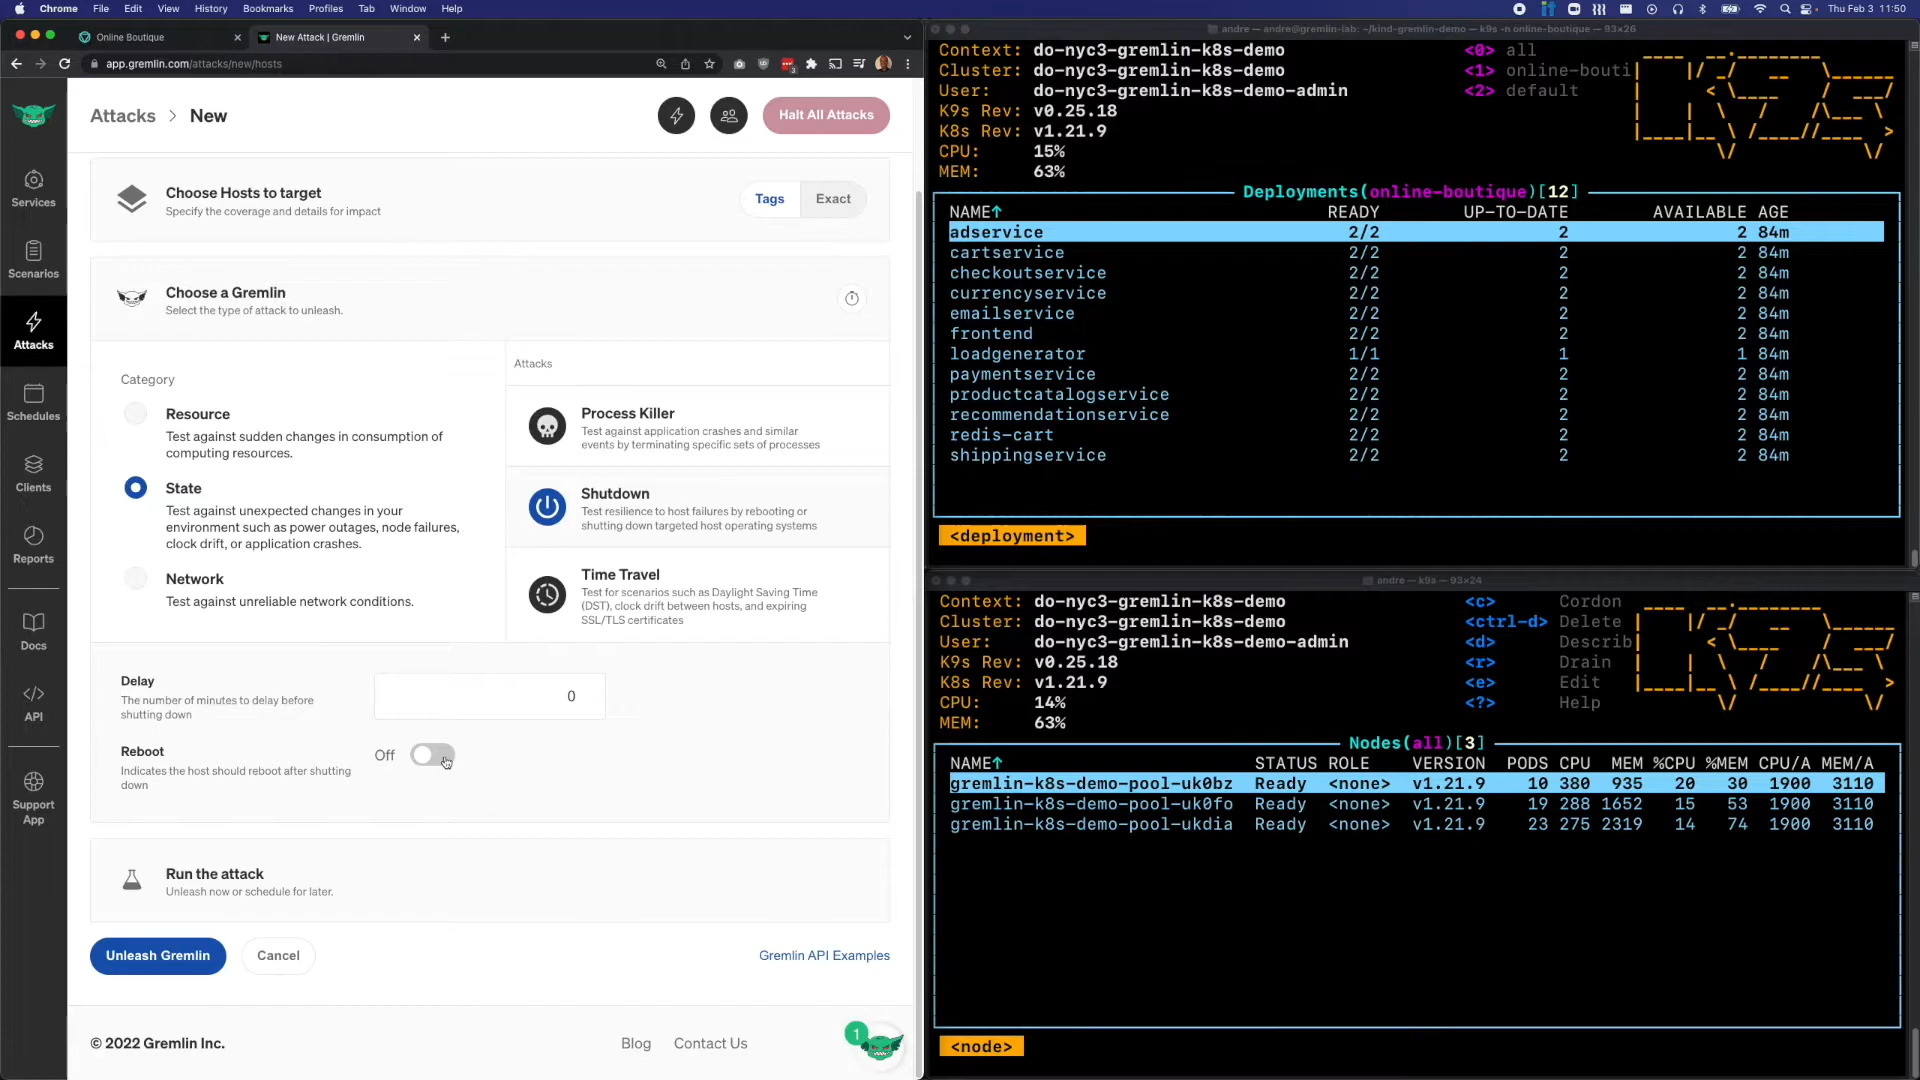 Chrome File Edit View History Bookmarks Profiles Tab Window Help
Thu Feb 3 11:50
Online Boutique
New Attack | Gremlin
app.gremlin.com/attacks/new/hosts
Services
Scenarios
Attacks
Schedules
Clients
Reports
Docs
API
Support
App
Attacks > New
Halt All Attacks
Choose Hosts to target
Specify the coverage and details for impact
Tags Exact
Choose a Gremlin
Select the type of attack to unleash.
Category
Resource
Test against sudden changes in consumption of
computing resources.
State
Test against unexpected changes in your
environment such as power outages, node failures,
clock drift, or application crashes.
Network
Test against unreliable network conditions.
Attacks
Process Killer
Test against application crashes and similar
events by terminating specific sets of processes
Shutdown
Test resilience to host failures by rebooting or
shutting down targeted host operating systems
Time Travel
Test for scenarios such as Daylight Saving Time
(DST), clock drift between hosts, and expiring
SSL/TLS certificates
Delay
The number of minutes to delay before
shutting down
0
Reboot
Indicates the host should reboot after shutting
down
Off
Run the attack
Unleash now or schedule for later.
Unleash Gremlin Cancel
Gremlin API Examples
© 2022 Gremlin Inc.
Blog Contact Us
1
andre — andre@gremlin-lab: ~/kind-gremlin-demo — k9s -n online-boutique — 93×26
Context: do-nyc3-gremlin-k8s-demo <0> all
Cluster: do-nyc3-gremlin-k8s-demo <1> online-bouti
User: do-nyc3-gremlin-k8s-demo-admin <2> default
K9s Rev: v0.25.18
K8s Rev: v1.21.9
CPU: 15%
MEM: 63%
Deployments(online-boutique)[12]
NAME↑ READY UP-TO-DATE AVAILABLE AGE
adservice 2/2 2 2 84m
cartservice 2/2 2 2 84m
checkoutservice 2/2 2 2 84m
currencyservice 2/2 2 2 84m
emailservice 2/2 2 2 84m
frontend 2/2 2 2 84m
loadgenerator 1/1 1 1 84m
paymentservice 2/2 2 2 84m
productcatalogservice 2/2 2 2 84m
recommendationservice 2/2 2 2 84m
redis-cart 2/2 2 2 84m
shippingservice 2/2 2 2 84m
<deployment>
andre — k9s — 93×24
Context: do-nyc3-gremlin-k8s-demo <c> Cordon
Cluster: do-nyc3-gremlin-k8s-demo <ctrl-d> Delete
User: do-nyc3-gremlin-k8s-demo-admin <d> Describ
K9s Rev: v0.25.18 <r> Drain
K8s Rev: v1.21.9 <e> Edit
CPU: 14% <?> Help
MEM: 63%
Nodes(all)[3]
NAME↑ STATUS ROLE VERSION PODS CPU MEM %CPU %MEM CPU/A MEM/A
gremlin-k8s-demo-pool-uk0bz Ready <none> v1.21.9 10 380 935 20 30 1900 3110
gremlin-k8s-demo-pool-uk0fo Ready <none> v1.21.9 19 288 1652 15 53 1900 3110
gremlin-k8s-demo-pool-ukdia Ready <none> v1.21.9 23 275 2319 14 74 1900 3110
<node>